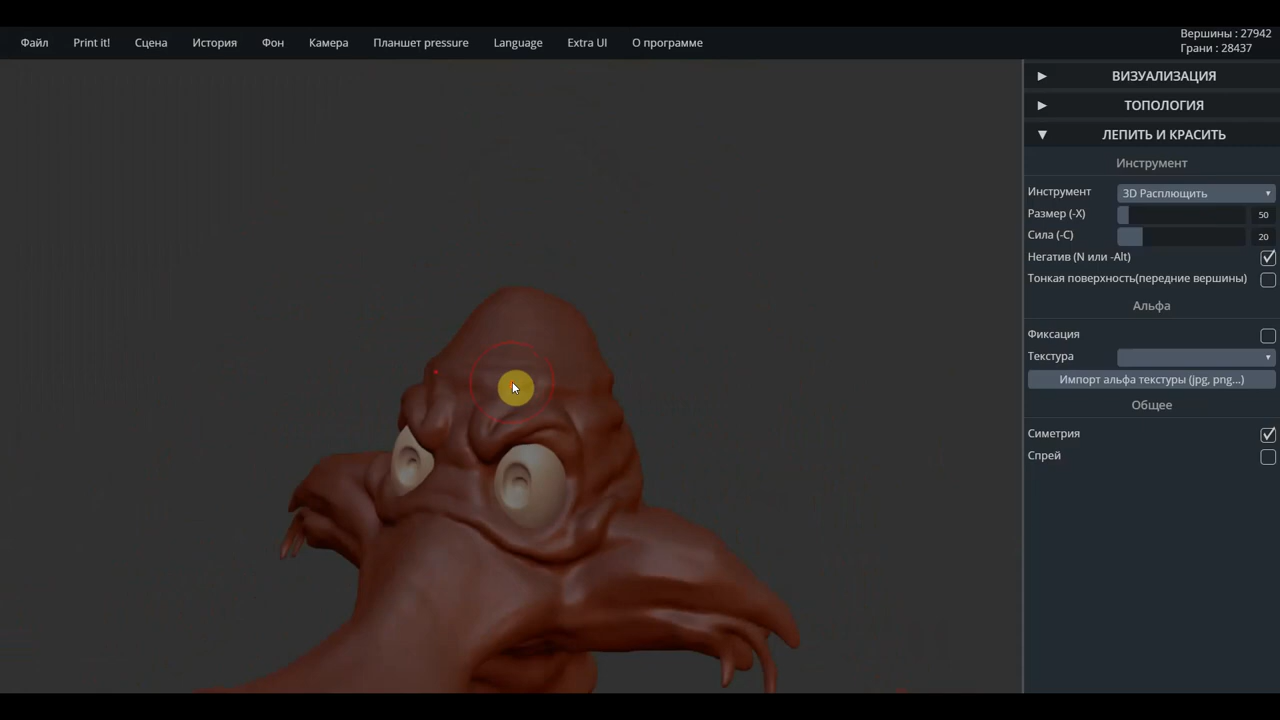 Файл Print it! Сцена История Фон Камера Планшет pressure Language Extra UI О программе
Вершины : 27942
Грани : 28437
ВИЗУАЛИЗАЦИЯ
ТОПОЛОГИЯ
ЛЕПИТЬ И КРАСИТЬ
Инструмент
Инструмент 3D Расплющить
Размер (-X) 50
Сила (-C) 20
Негатив (N или -Alt)
Тонкая поверхность(передние вершины)
Альфа
Фиксация
Текстура
Импорт альфа текстуры (jpg, png...)
Общее
Симетрия
Спрей